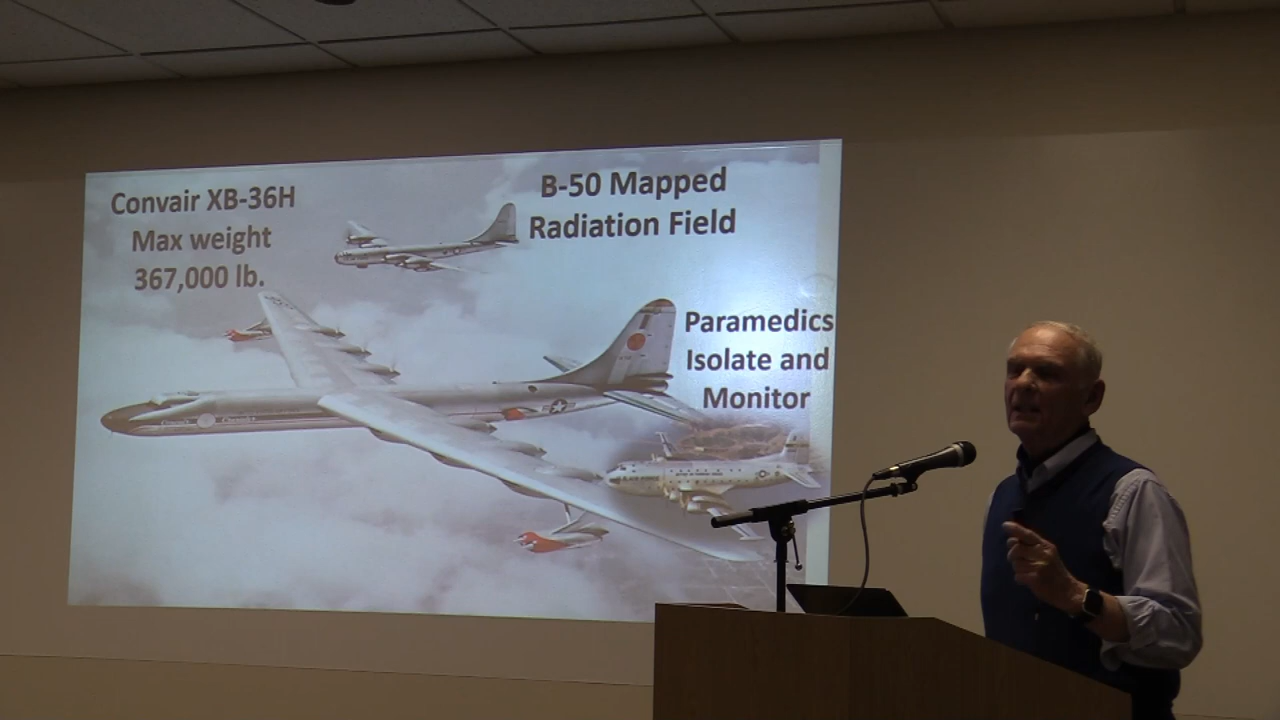 Convair XB-36H
Max weight
367,000 lb.
B-50 Mapped
Radiation Field
Paramedics
Isolate and
Monitor